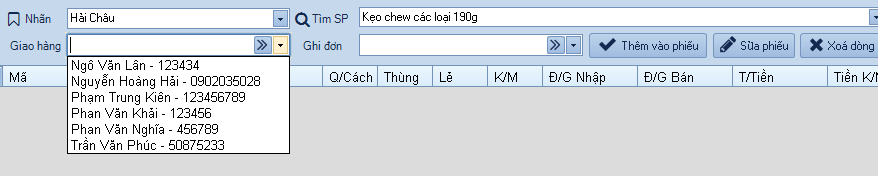 Nhãn Hải Châu Tìm SP Kẹo chew các loại 190g
Giao hàng Ghi đơn Thêm vào phiếu Sửa phiếu Xoá dòng
Mã Q/Cách Thùng Lẻ K/M Đ/G Nhập Đ/G Bán T/Tiền Tiền K/M
Ngô Văn Lân - 123434
Nguyễn Hoàng Hải - 0902035028
Phạm Trung Kiên - 123456789
Phan Văn Khải - 123456
Phan Văn Nghĩa - 456789
Trần Văn Phúc - 50875233